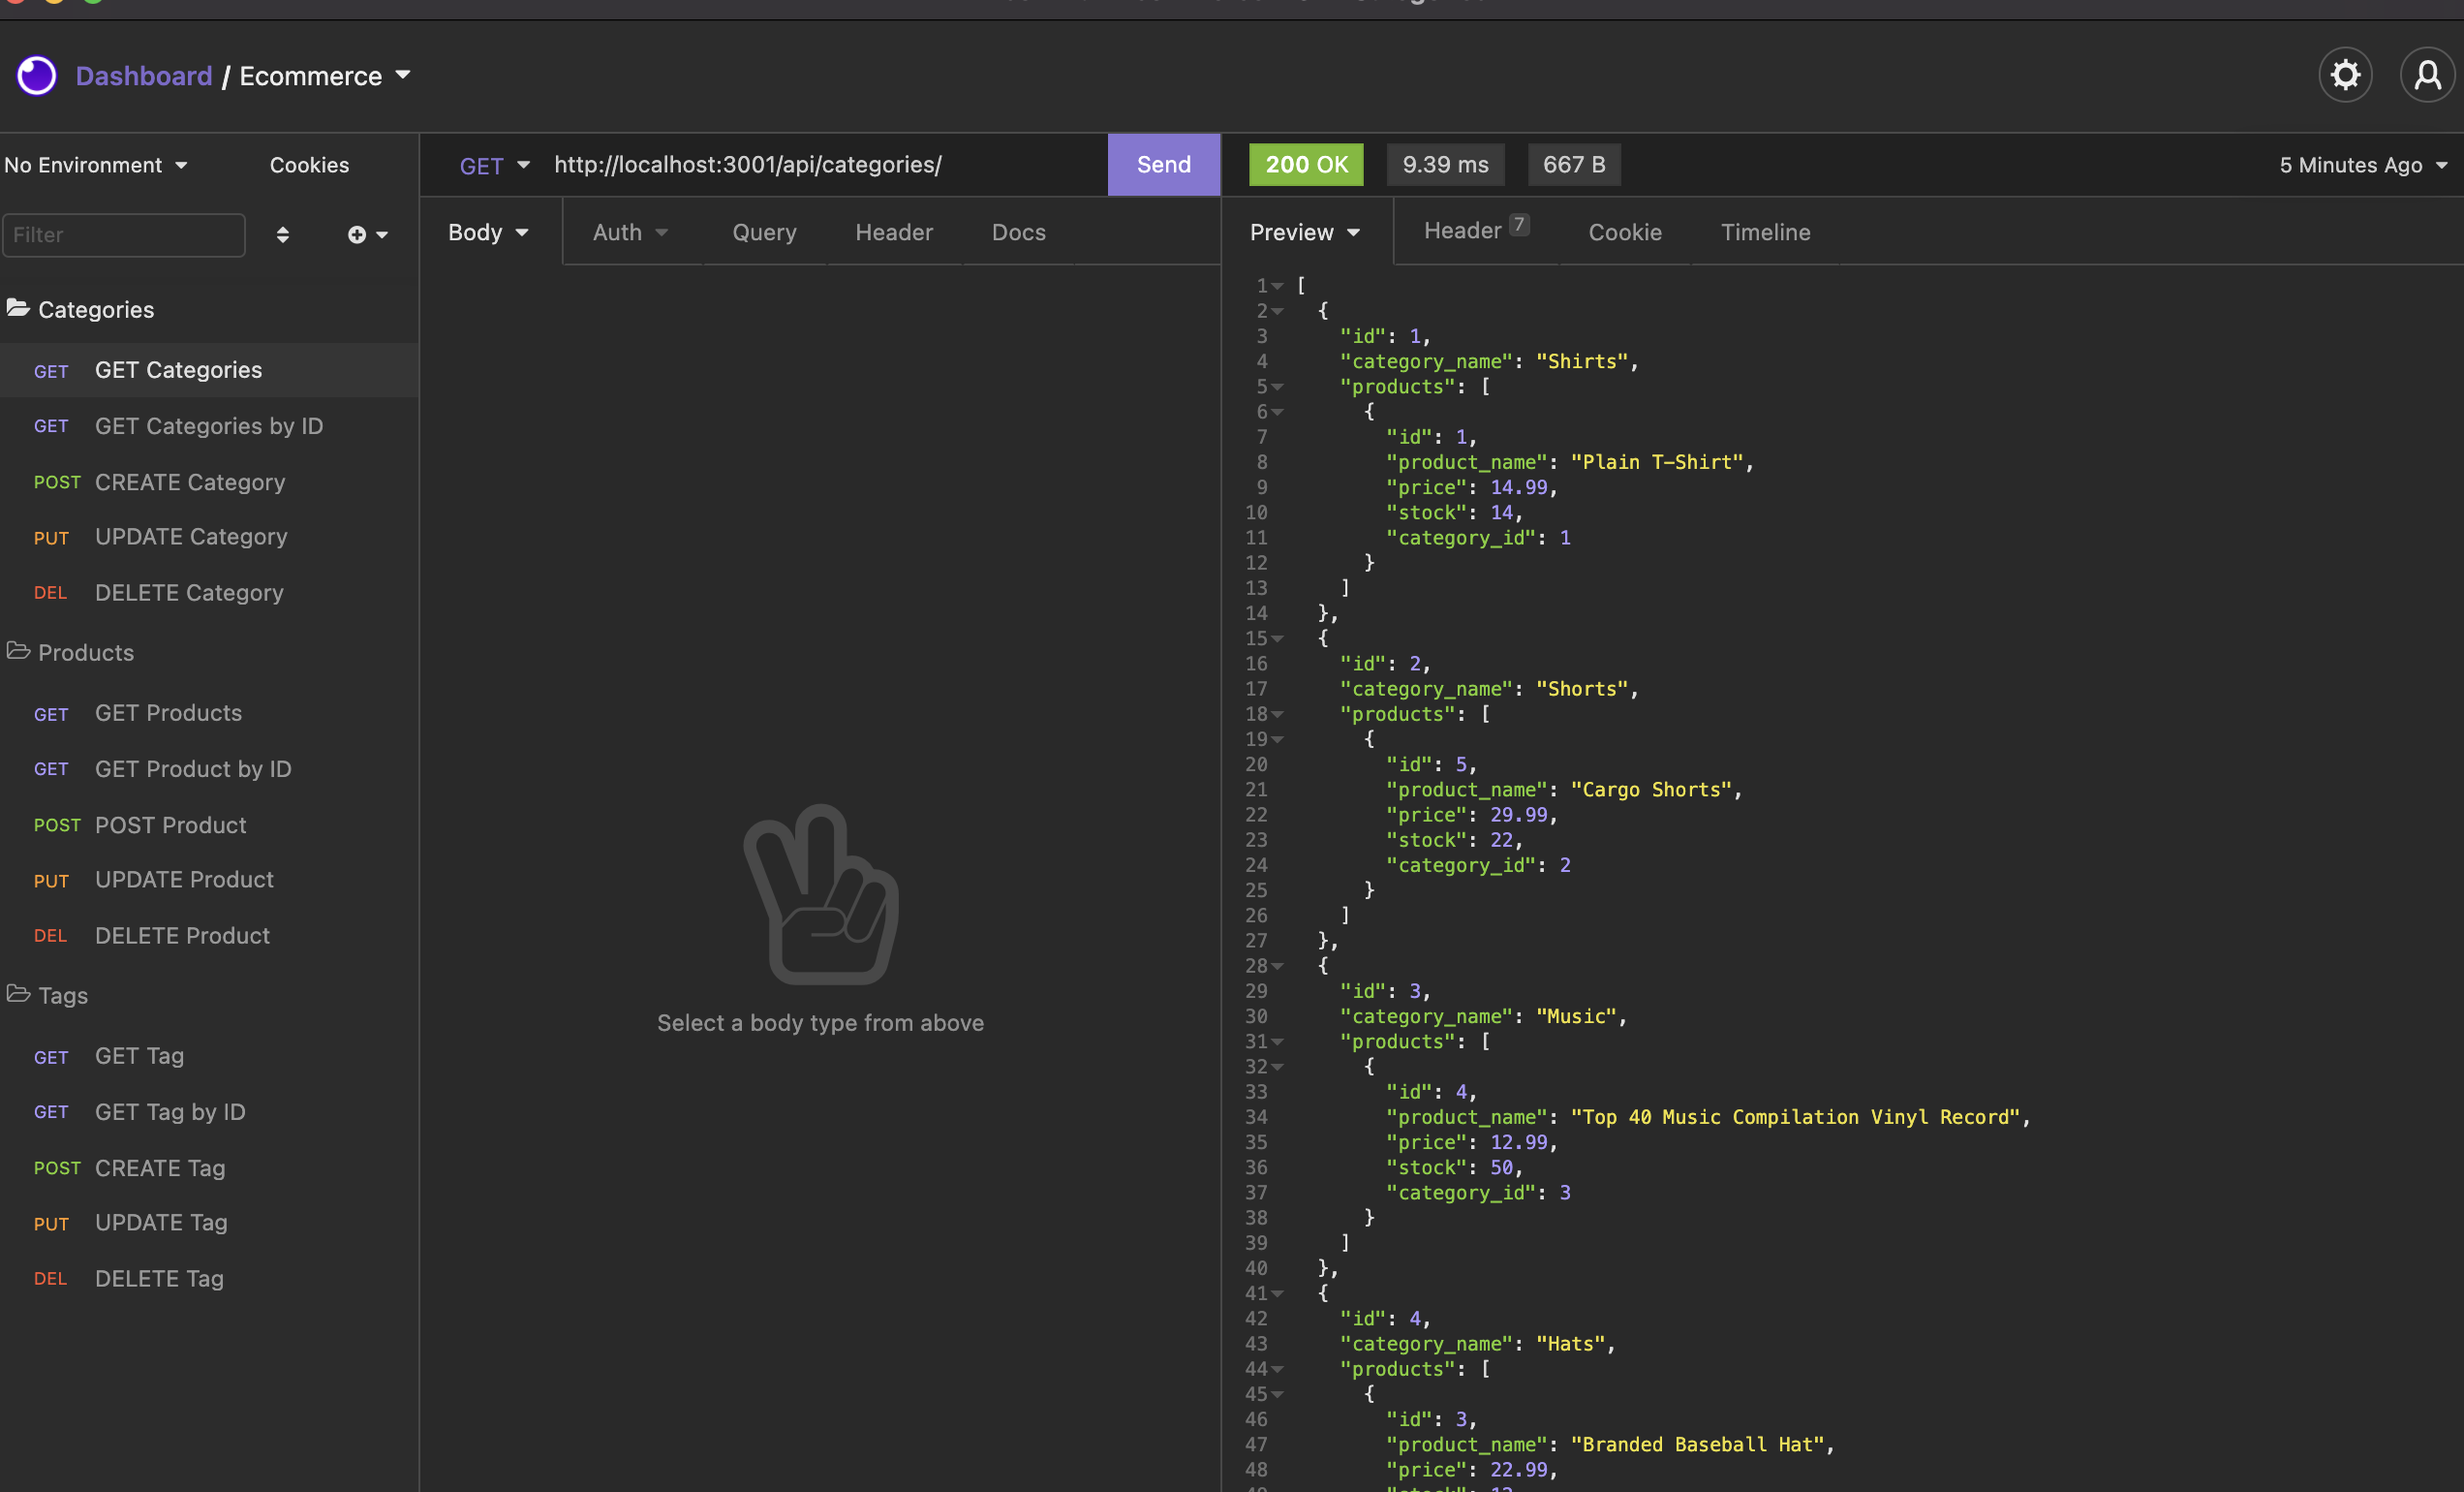 Dashboard / Ecommerce
No Environment
Cookies
Filter
Categories
GET GET Categories
GET GET Categories by ID
POST CREATE Category
PUT UPDATE Category
DEL DELETE Category
Products
GET GET Products
GET GET Product by ID
POST POST Product
PUT UPDATE Product
DEL DELETE Product
Tags
GET GET Tag
GET GET Tag by ID
POST CREATE Tag
PUT UPDATE Tag
DEL DELETE Tag
GET http://localhost:3001/api/categories/ Send
Body Auth Query Header Docs
Select a body type from above
200 OK 9.39 ms 667 B 5 Minutes Ago
Preview Header 7 Cookie Timeline
1 [
2 {
3 "id": 1,
4 "category_name": "Shirts",
5 "products": [
6 {
7 "id": 1,
8 "product_name": "Plain T-Shirt",
9 "price": 14.99,
10 "stock": 14,
11 "category_id": 1
12 }
13 ]
14 },
15 {
16 "id": 2,
17 "category_name": "Shorts",
18 "products": [
19 {
20 "id": 5,
21 "product_name": "Cargo Shorts",
22 "price": 29.99,
23 "stock": 22,
24 "category_id": 2
25 }
26 ]
27 },
28 {
29 "id": 3,
30 "category_name": "Music",
31 "products": [
32 {
33 "id": 4,
34 "product_name": "Top 40 Music Compilation Vinyl Record",
35 "price": 12.99,
36 "stock": 50,
37 "category_id": 3
38 }
39 ]
40 },
41 {
42 "id": 4,
43 "category_name": "Hats",
44 "products": [
45 {
46 "id": 3,
47 "product_name": "Branded Baseball Hat",
48 "price": 22.99,